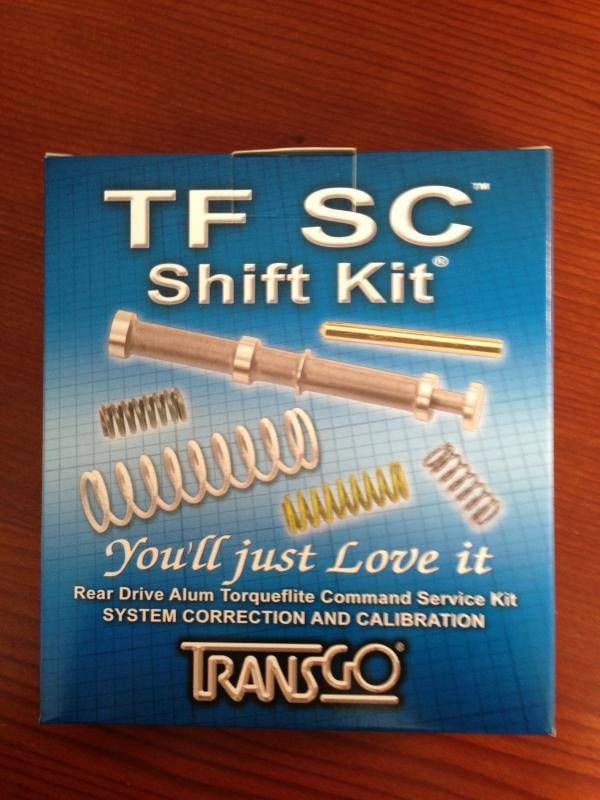 TF SC™
Shift Kit®
You'll just Love it
Rear Drive Alum Torqueflite Command Service Kit
SYSTEM CORRECTION AND CALIBRATION
TRANSGO®